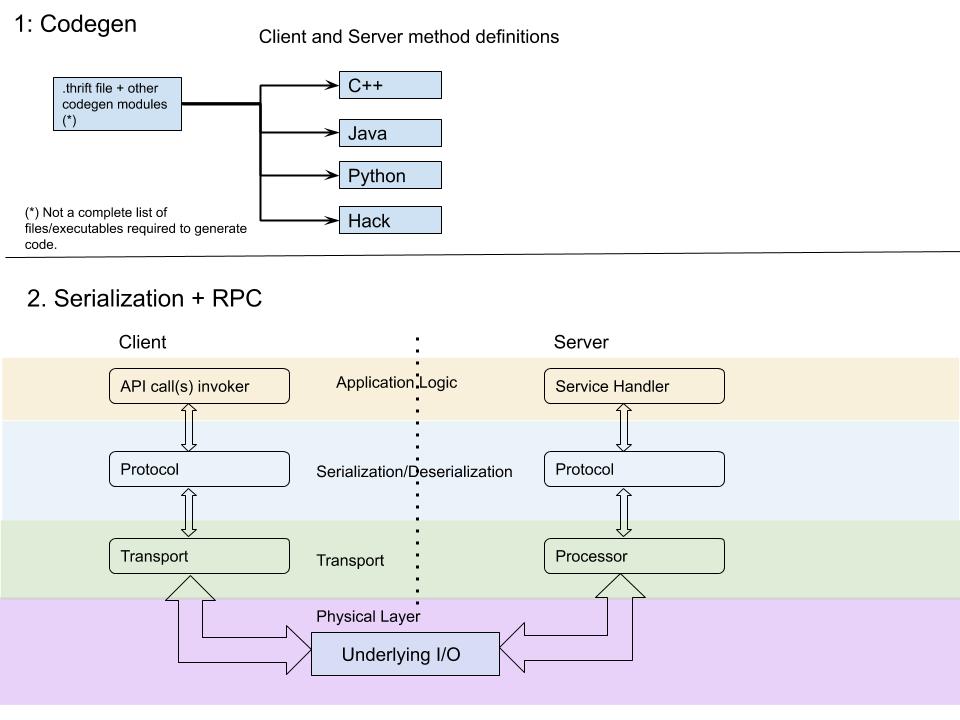 1: Codegen
Client and Server method definitions
.thrift file + other
codegen modules
(*)
C++
Java
Python
Hack
(*) Not a complete list of
files/executables required to generate
code.
2. Serialization + RPC
Client
Server
API call(s) invoker
Application Logic
Service Handler
Protocol
Serialization/Deserialization
Protocol
Transport
Transport
Processor
Physical Layer
Underlying I/O